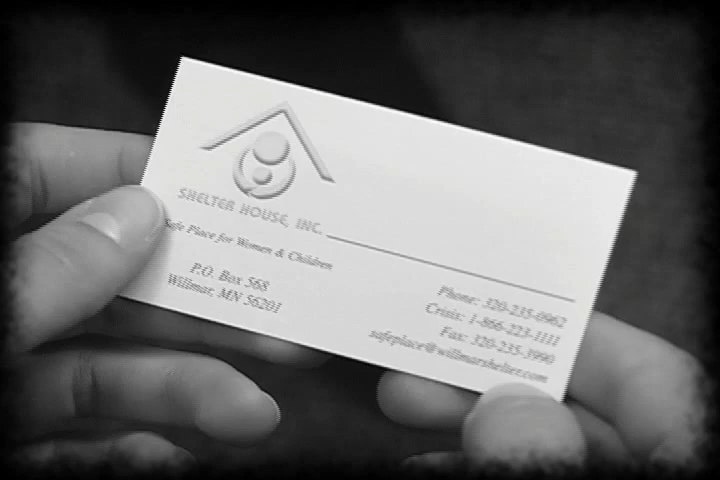 SHELTER HOUSE, INC.
Safe Place for Women & Children
P.O. Box 568
Willmar, MN 56201
Phone: 320-235-0962
Crisis: 1-866-223-1111
Fax: 320-235-3990
safeplace@willmarshelter.com